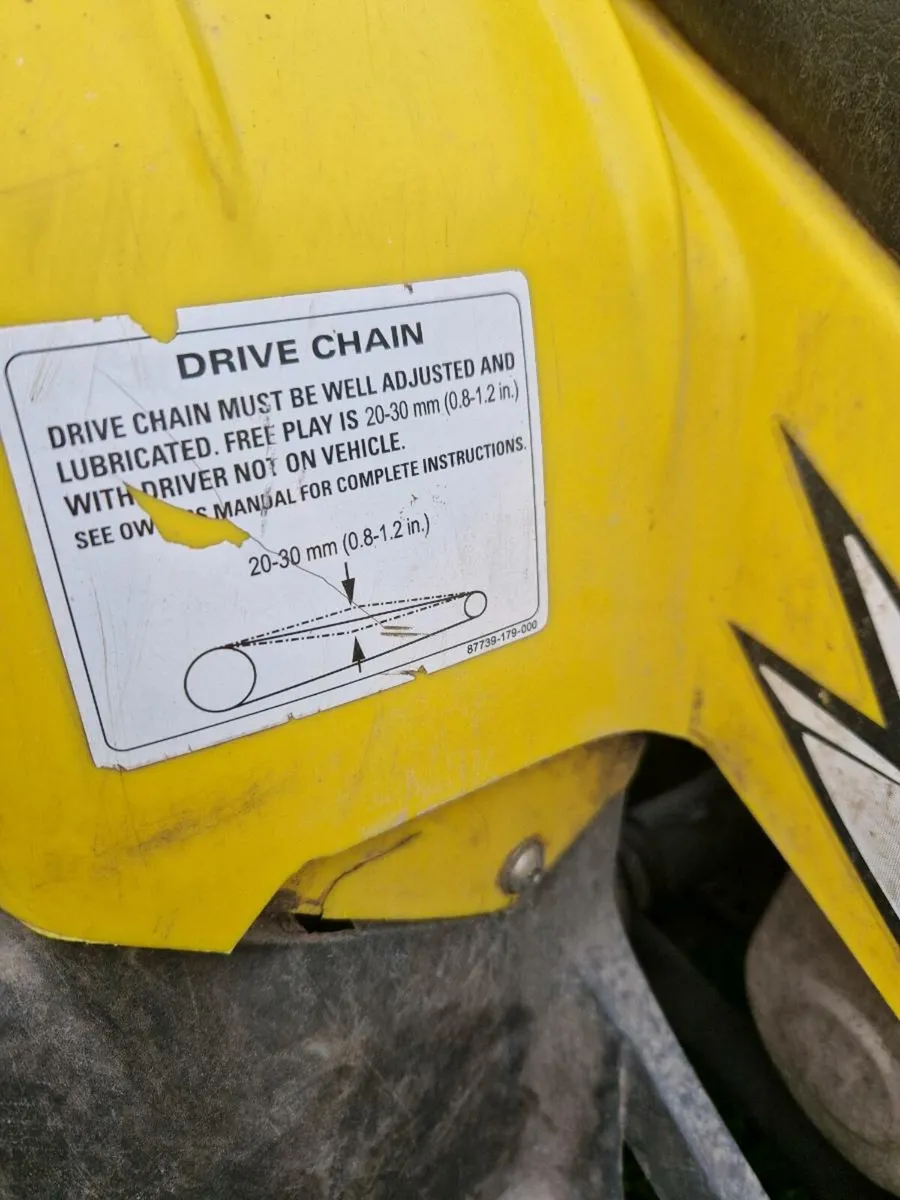 DRIVE CHAIN
DRIVE CHAIN MUST BE WELL ADJUSTED AND
LUBRICATED. FREE PLAY IS 20-30 mm (0.8-1.2 in.)
WITH DRIVER NOT ON VEHICLE.
SEE MANUAL FOR COMPLETE INSTRUCTIONS.
20-30 mm (0.8-1.2 in.)
87739-179-000